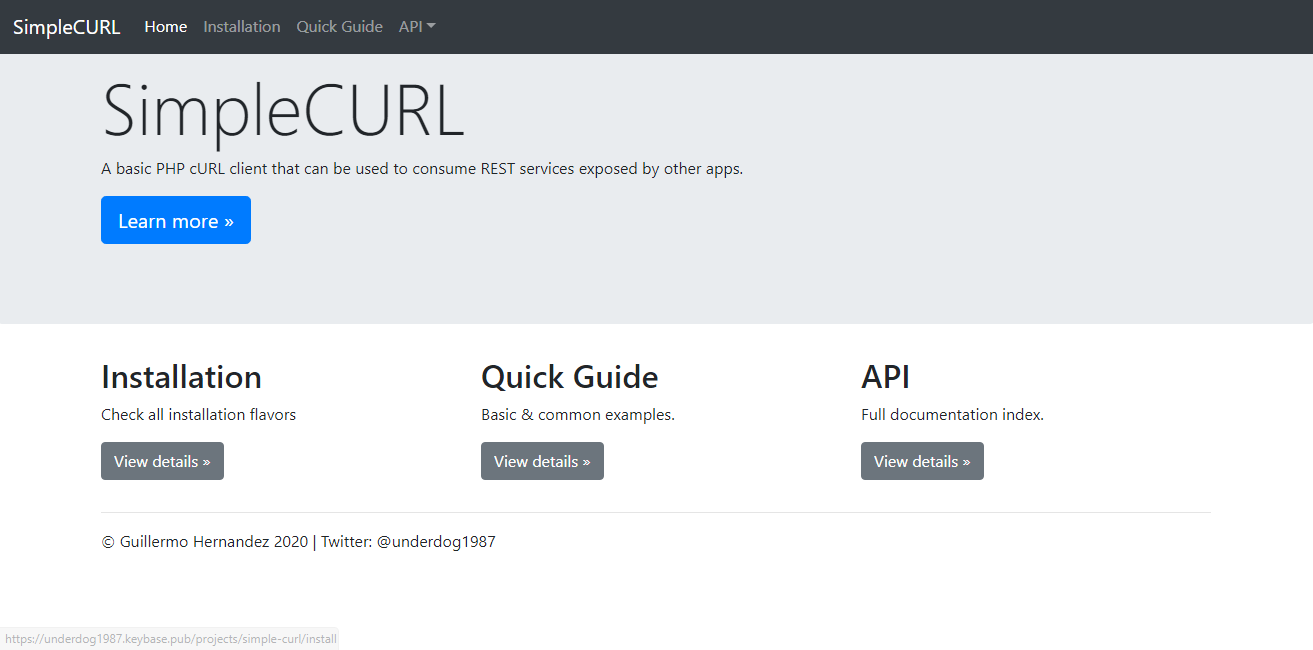 SimpleCURL Home Installation Quick Guide API
SimpleCURL
A basic PHP cURL client that can be used to consume REST services exposed by other apps.
Learn more »
Installation
Check all installation flavors
View details »
Quick Guide
Basic & common examples.
View details »
API
Full documentation index.
View details »
© Guillermo Hernandez 2020 | Twitter: @underdog1987
https://underdog1987.keybase.pub/projects/simple-curl/install